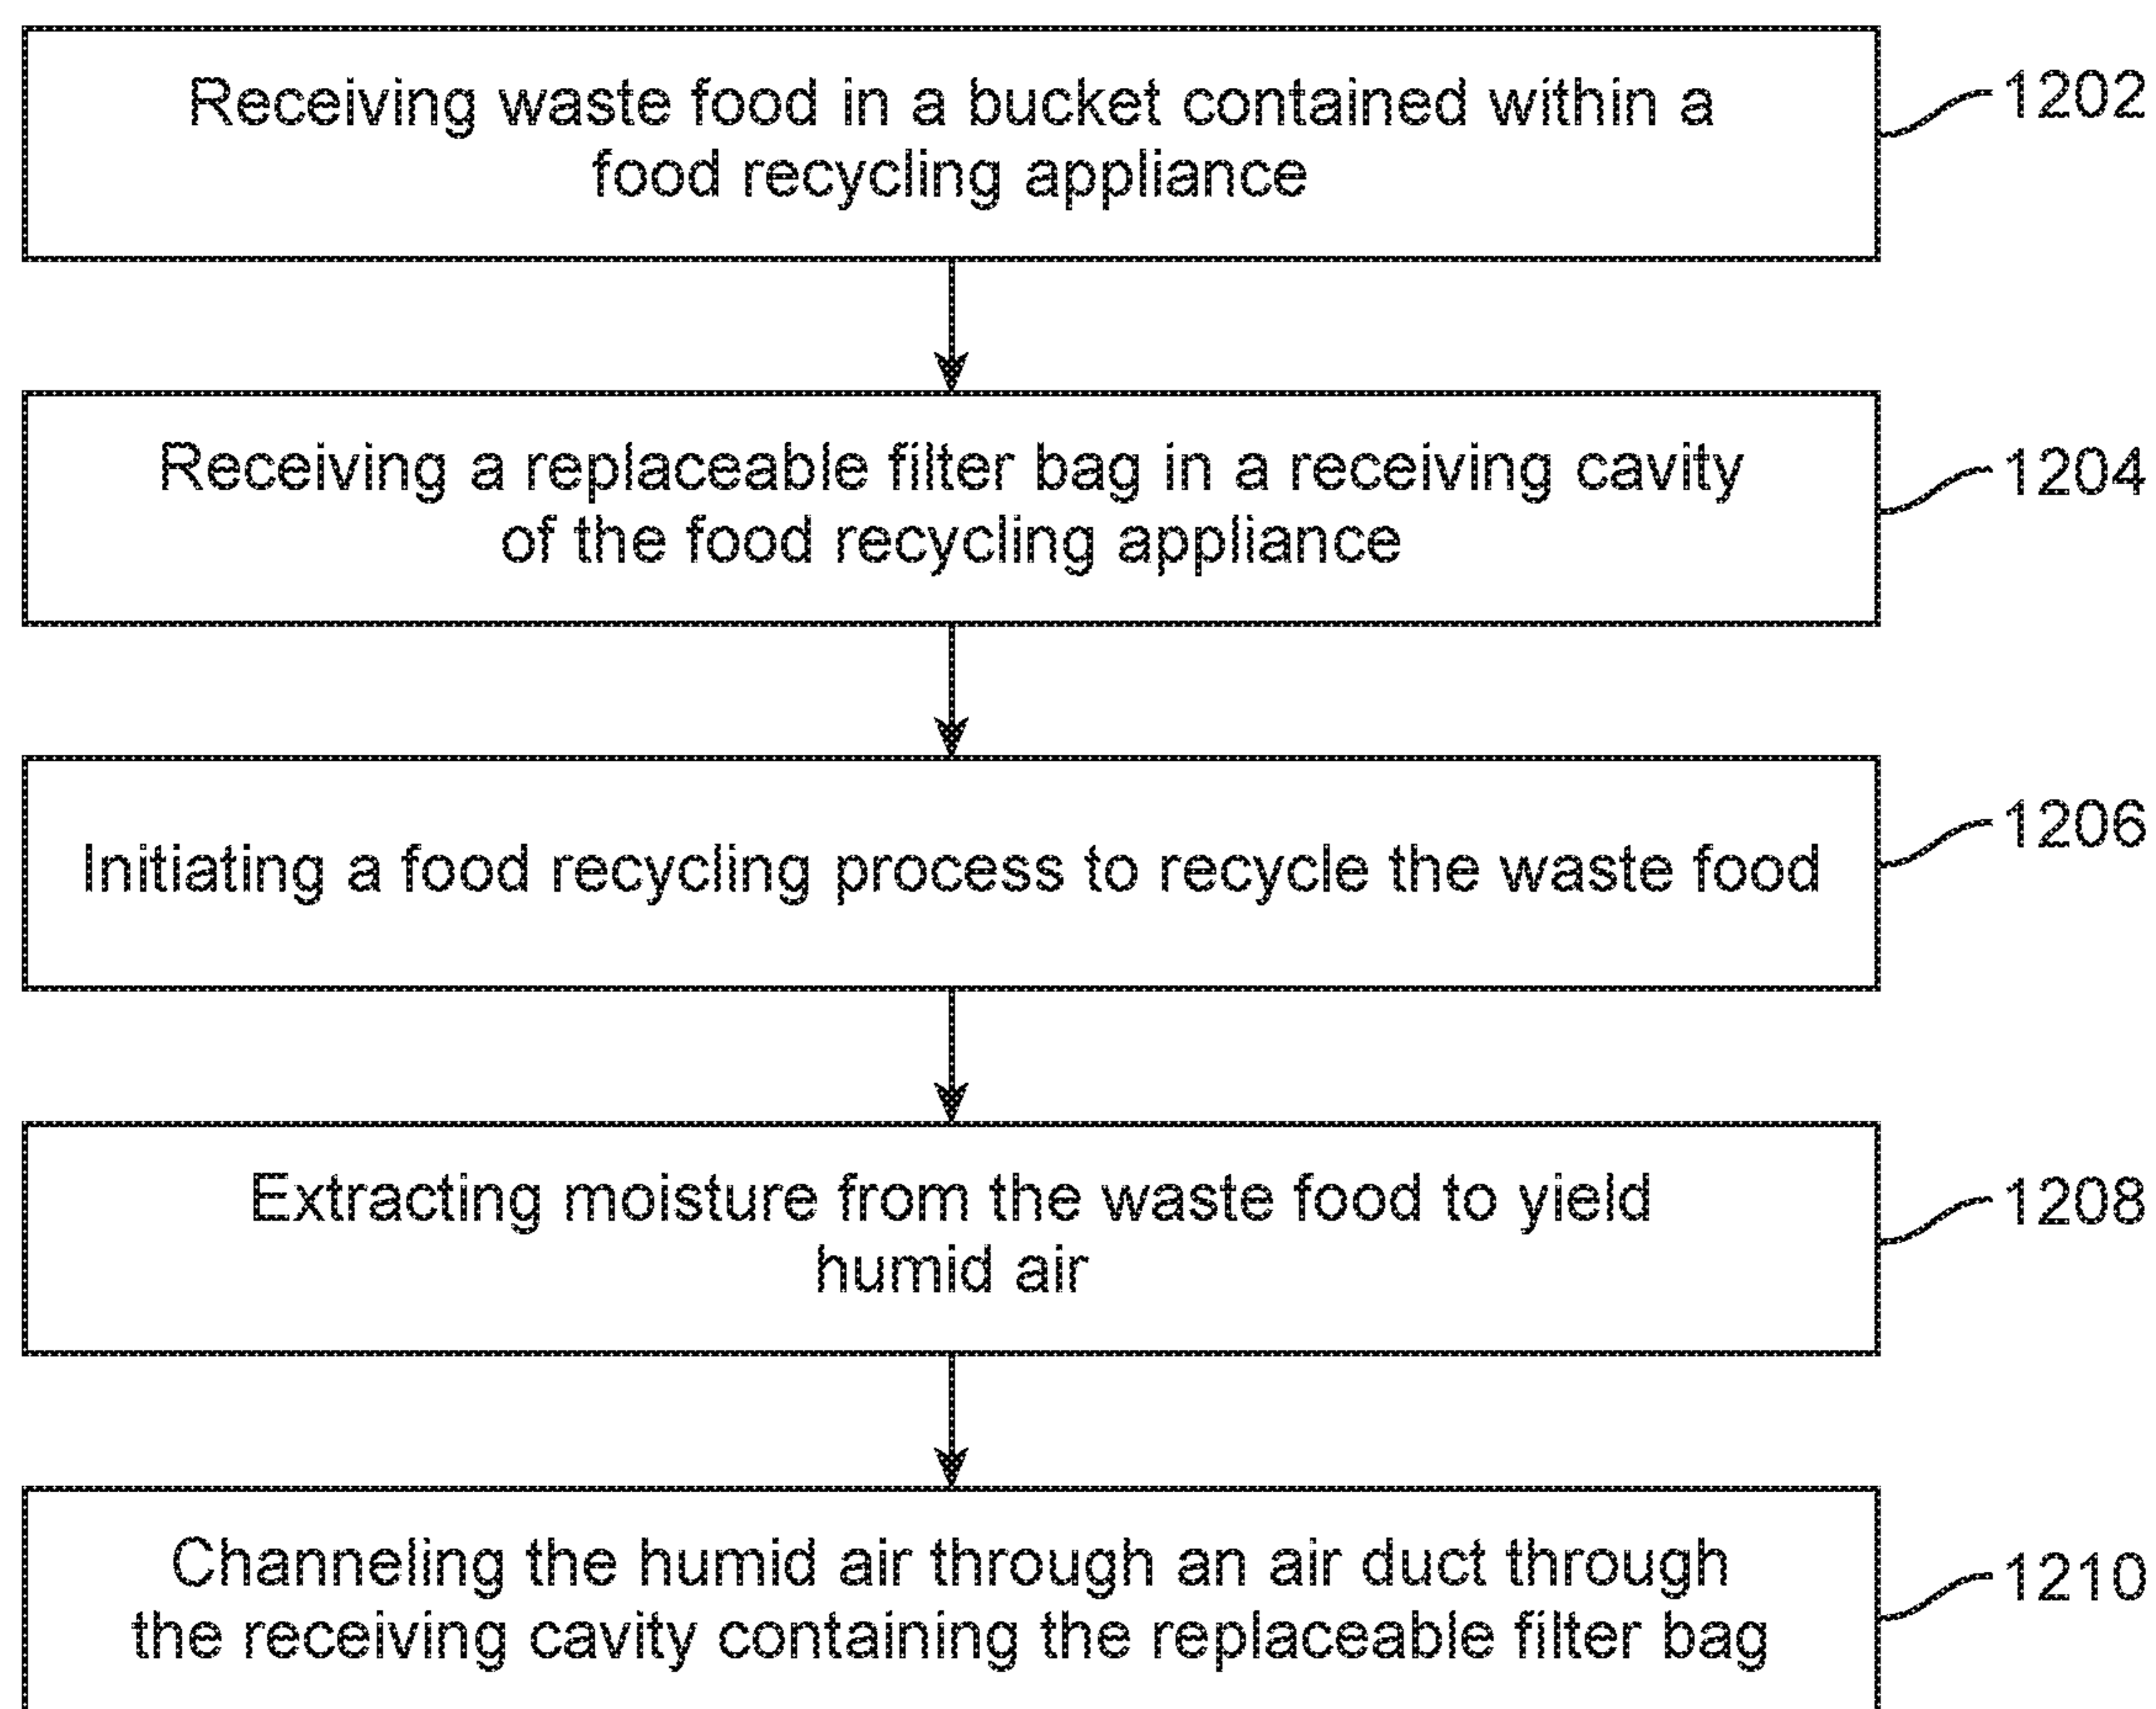 Receiving waste food in a bucket contained within a
food recycling appliance
1202
Receiving a replaceable filter bag in a receiving cavity
of the food recycling appliance
1204
Initiating a food recycling process to recycle the waste food
1206
Extracting moisture from the waste food to yield
humid air
1208
Channeling the humid air through an air duct through
the receiving cavity containing the replaceable filter bag
1210